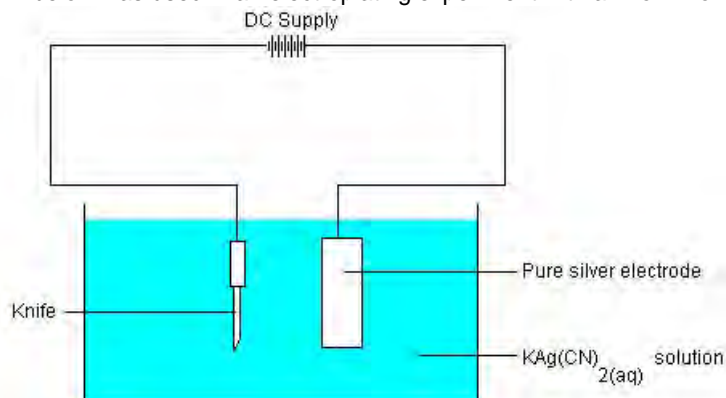 DC Supply
Pure silver electrode
Knife
KAg(CN)2(aq) solution